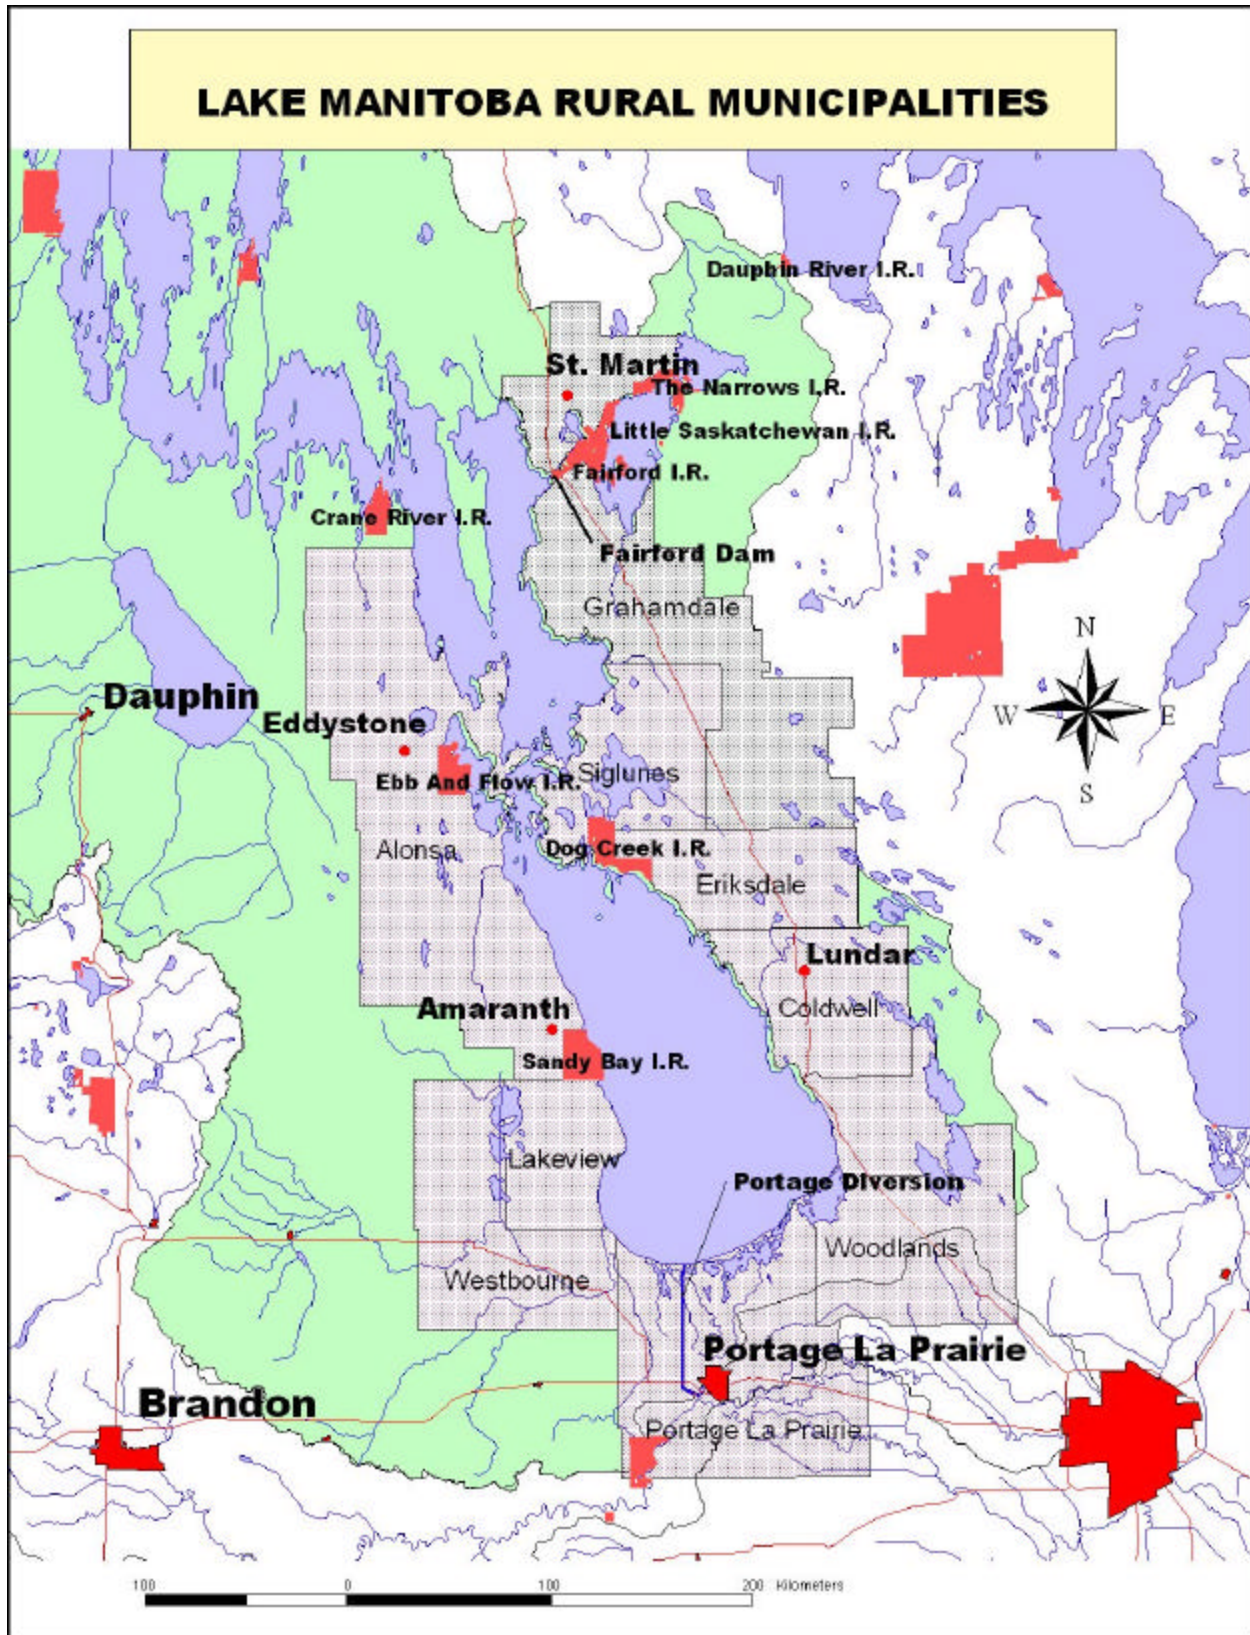 LAKE MANITOBA RURAL MUNICIPALITIES
Dauphin River I.R.
St. Martin
The Narrows I.R.
Little Saskatchewan I.R.
Fairford I.R.
Crane River I.R.
Fairford Dam
Grahamdale
N
W
E
S
Dauphin
Eddystone
Ebb And Flow I.R.
Siglunes
Alonsa
Dog Creek I.R.
Eriksdale
Lundar
Coldwell
Amaranth
Sandy Bay I.R.
Lakeview
Portage Diversion
Woodlands
Westbourne
Portage La Prairie
Brandon
Portage La Prairie
100 0 100 200 Kilometers